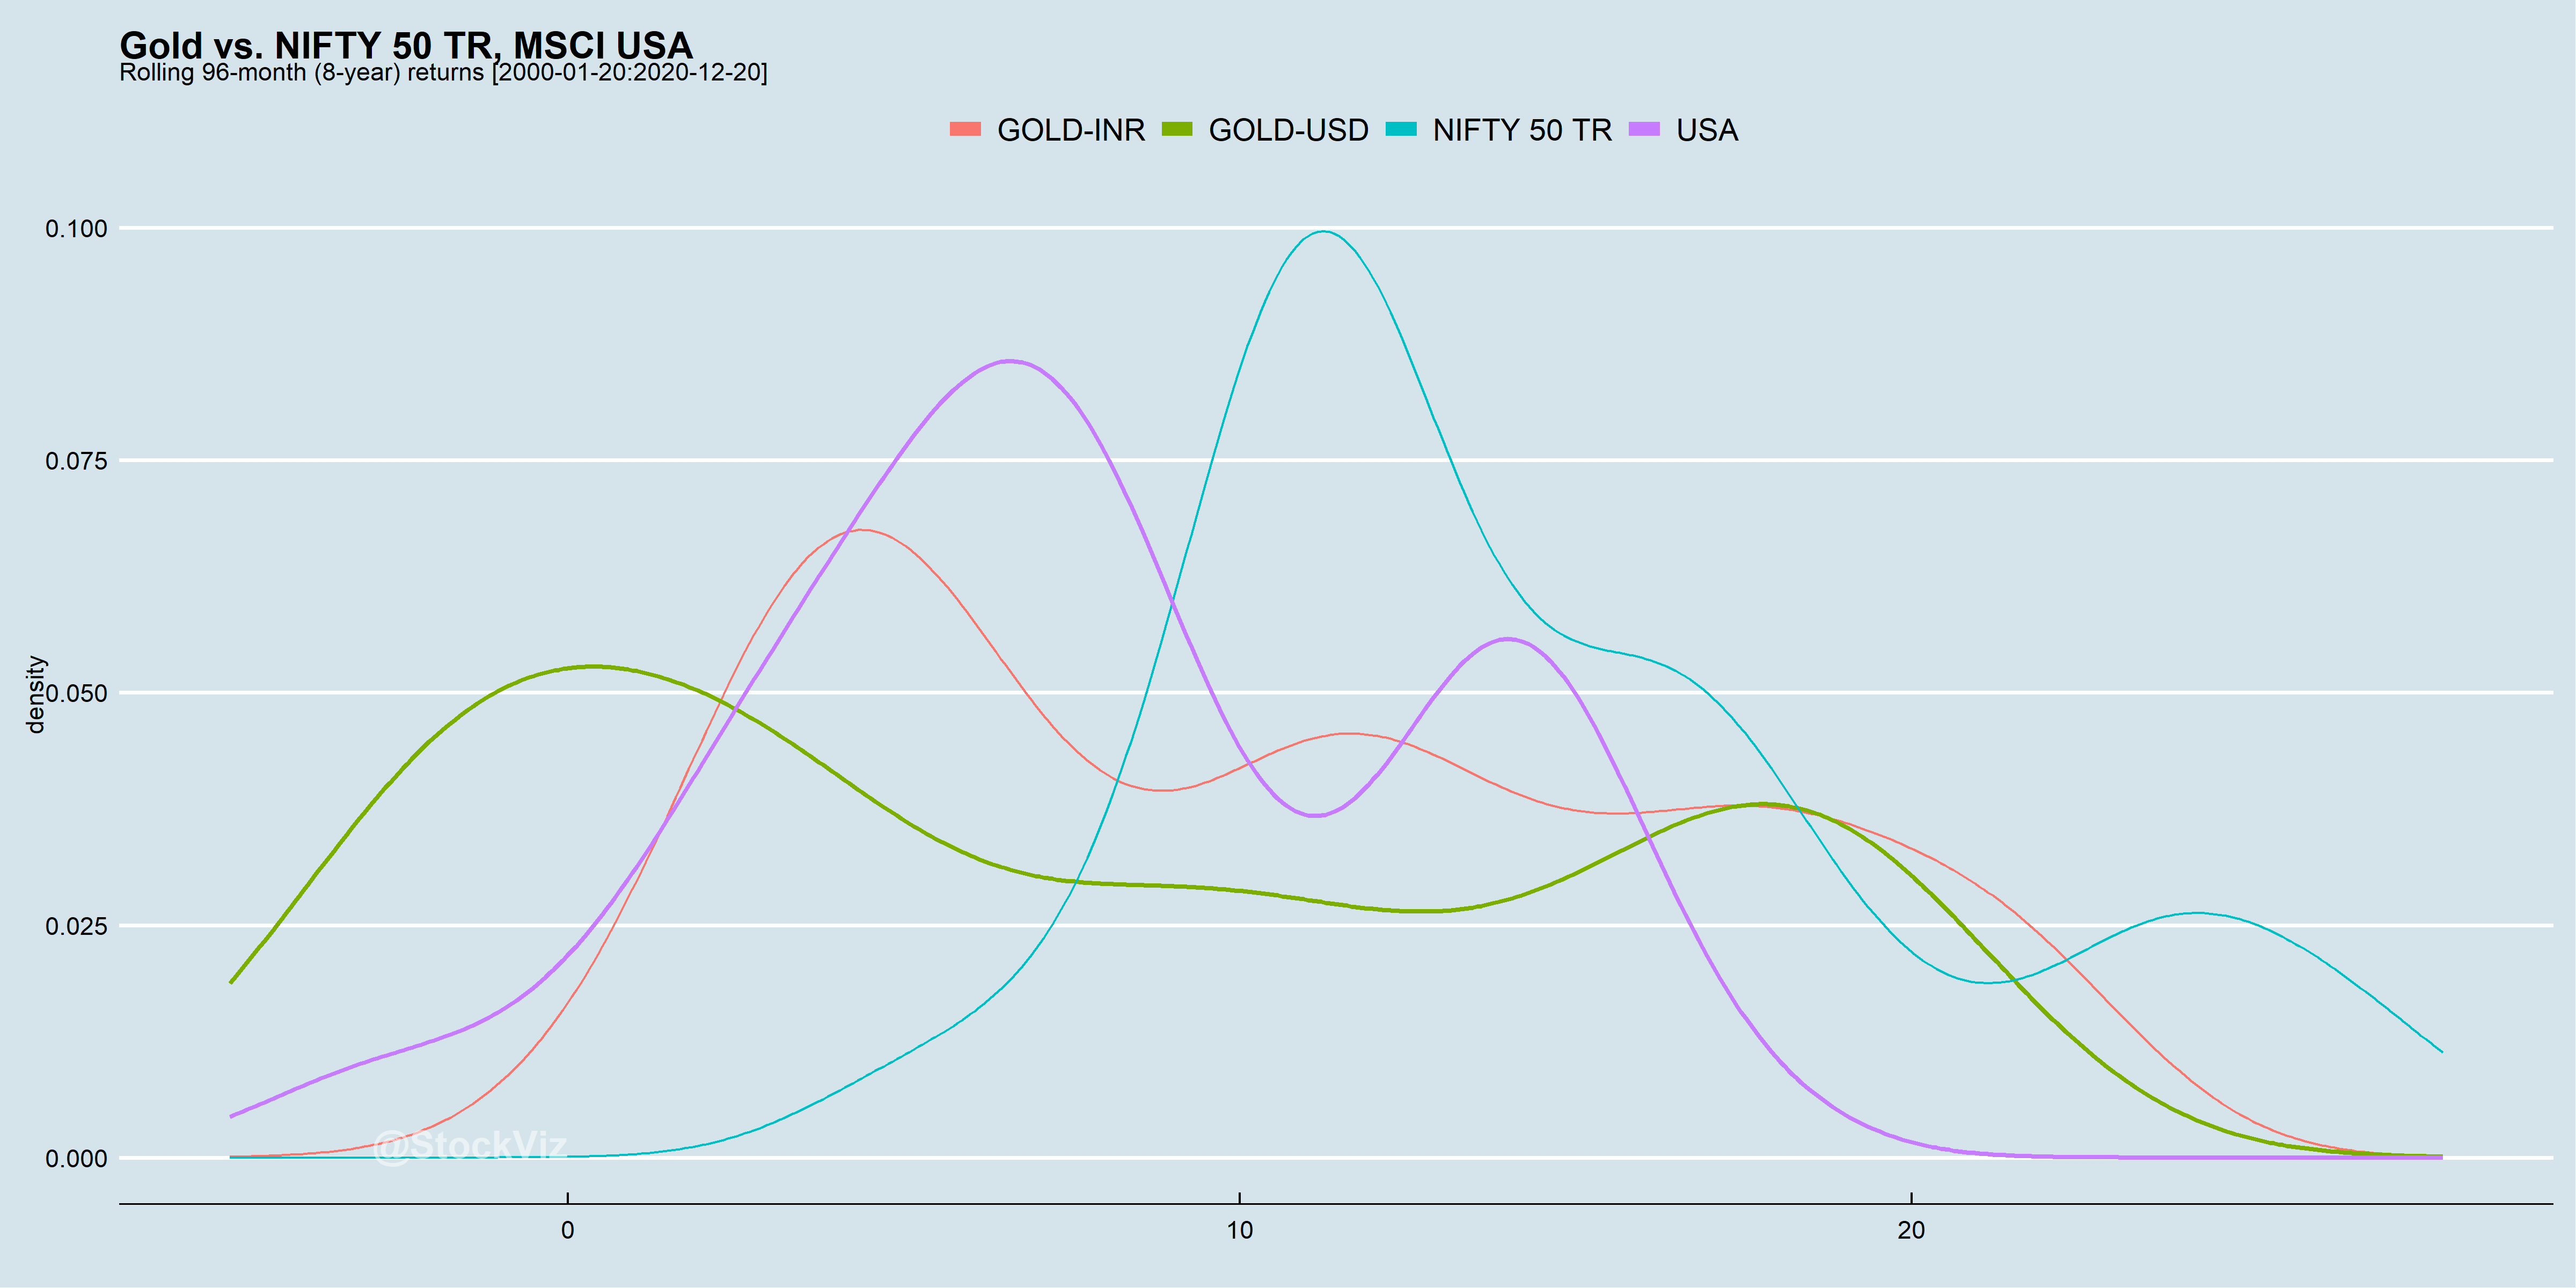 Gold vs. NIFTY 50 TR, MSCI USA
Rolling 96-month (8-year) returns [2000-01-20:2020-12-20]
GOLD-INR GOLD-USD NIFTY 50 TR USA
0.100
0.075
0.050
0.025
0.000
density
@StockViz
0 10 20